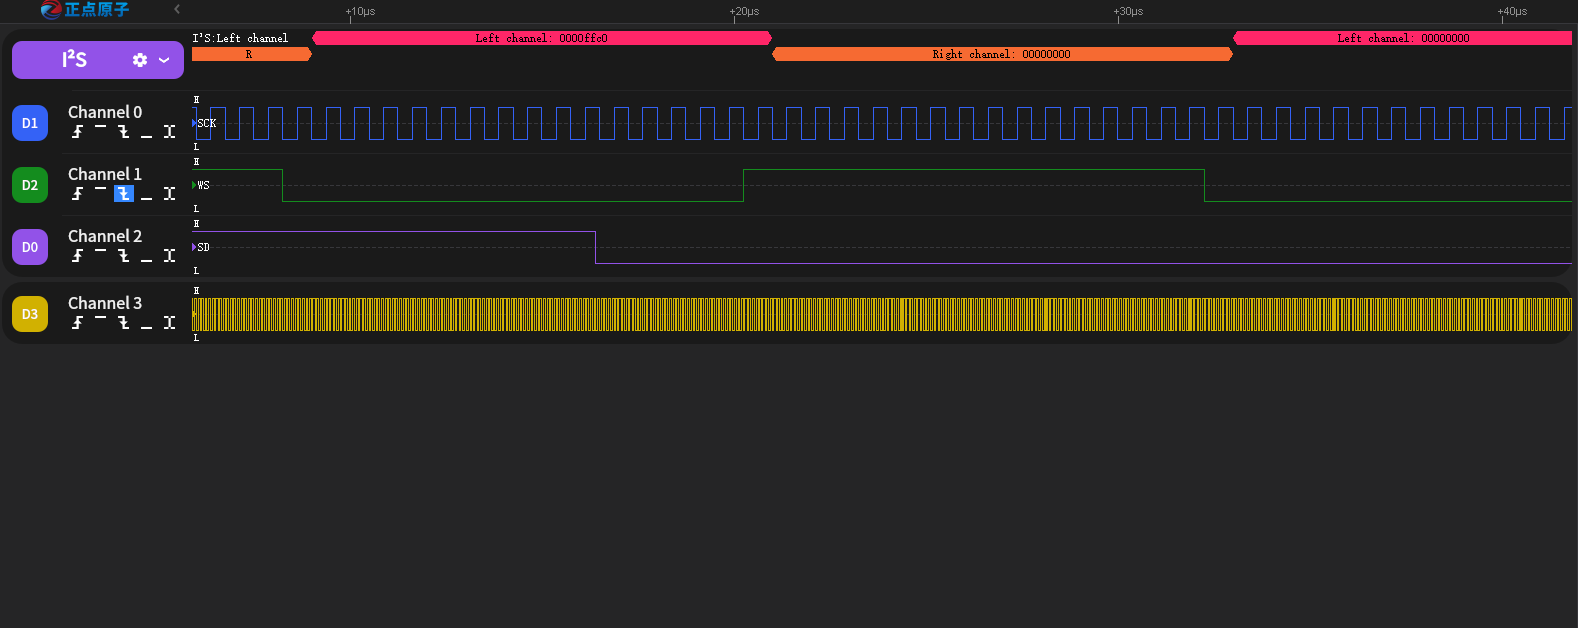 正点原子
+10μs +20μs +30μs +40μs
I²S
I²S:Left channel
Left channel: 0000ffc0
Left channel: 00000000
R
Right channel: 00000000
D1
Channel 0
H
SCK
L
D2
Channel 1
H
WS
L
D0
Channel 2
H
SD
L
D3
Channel 3
H
L